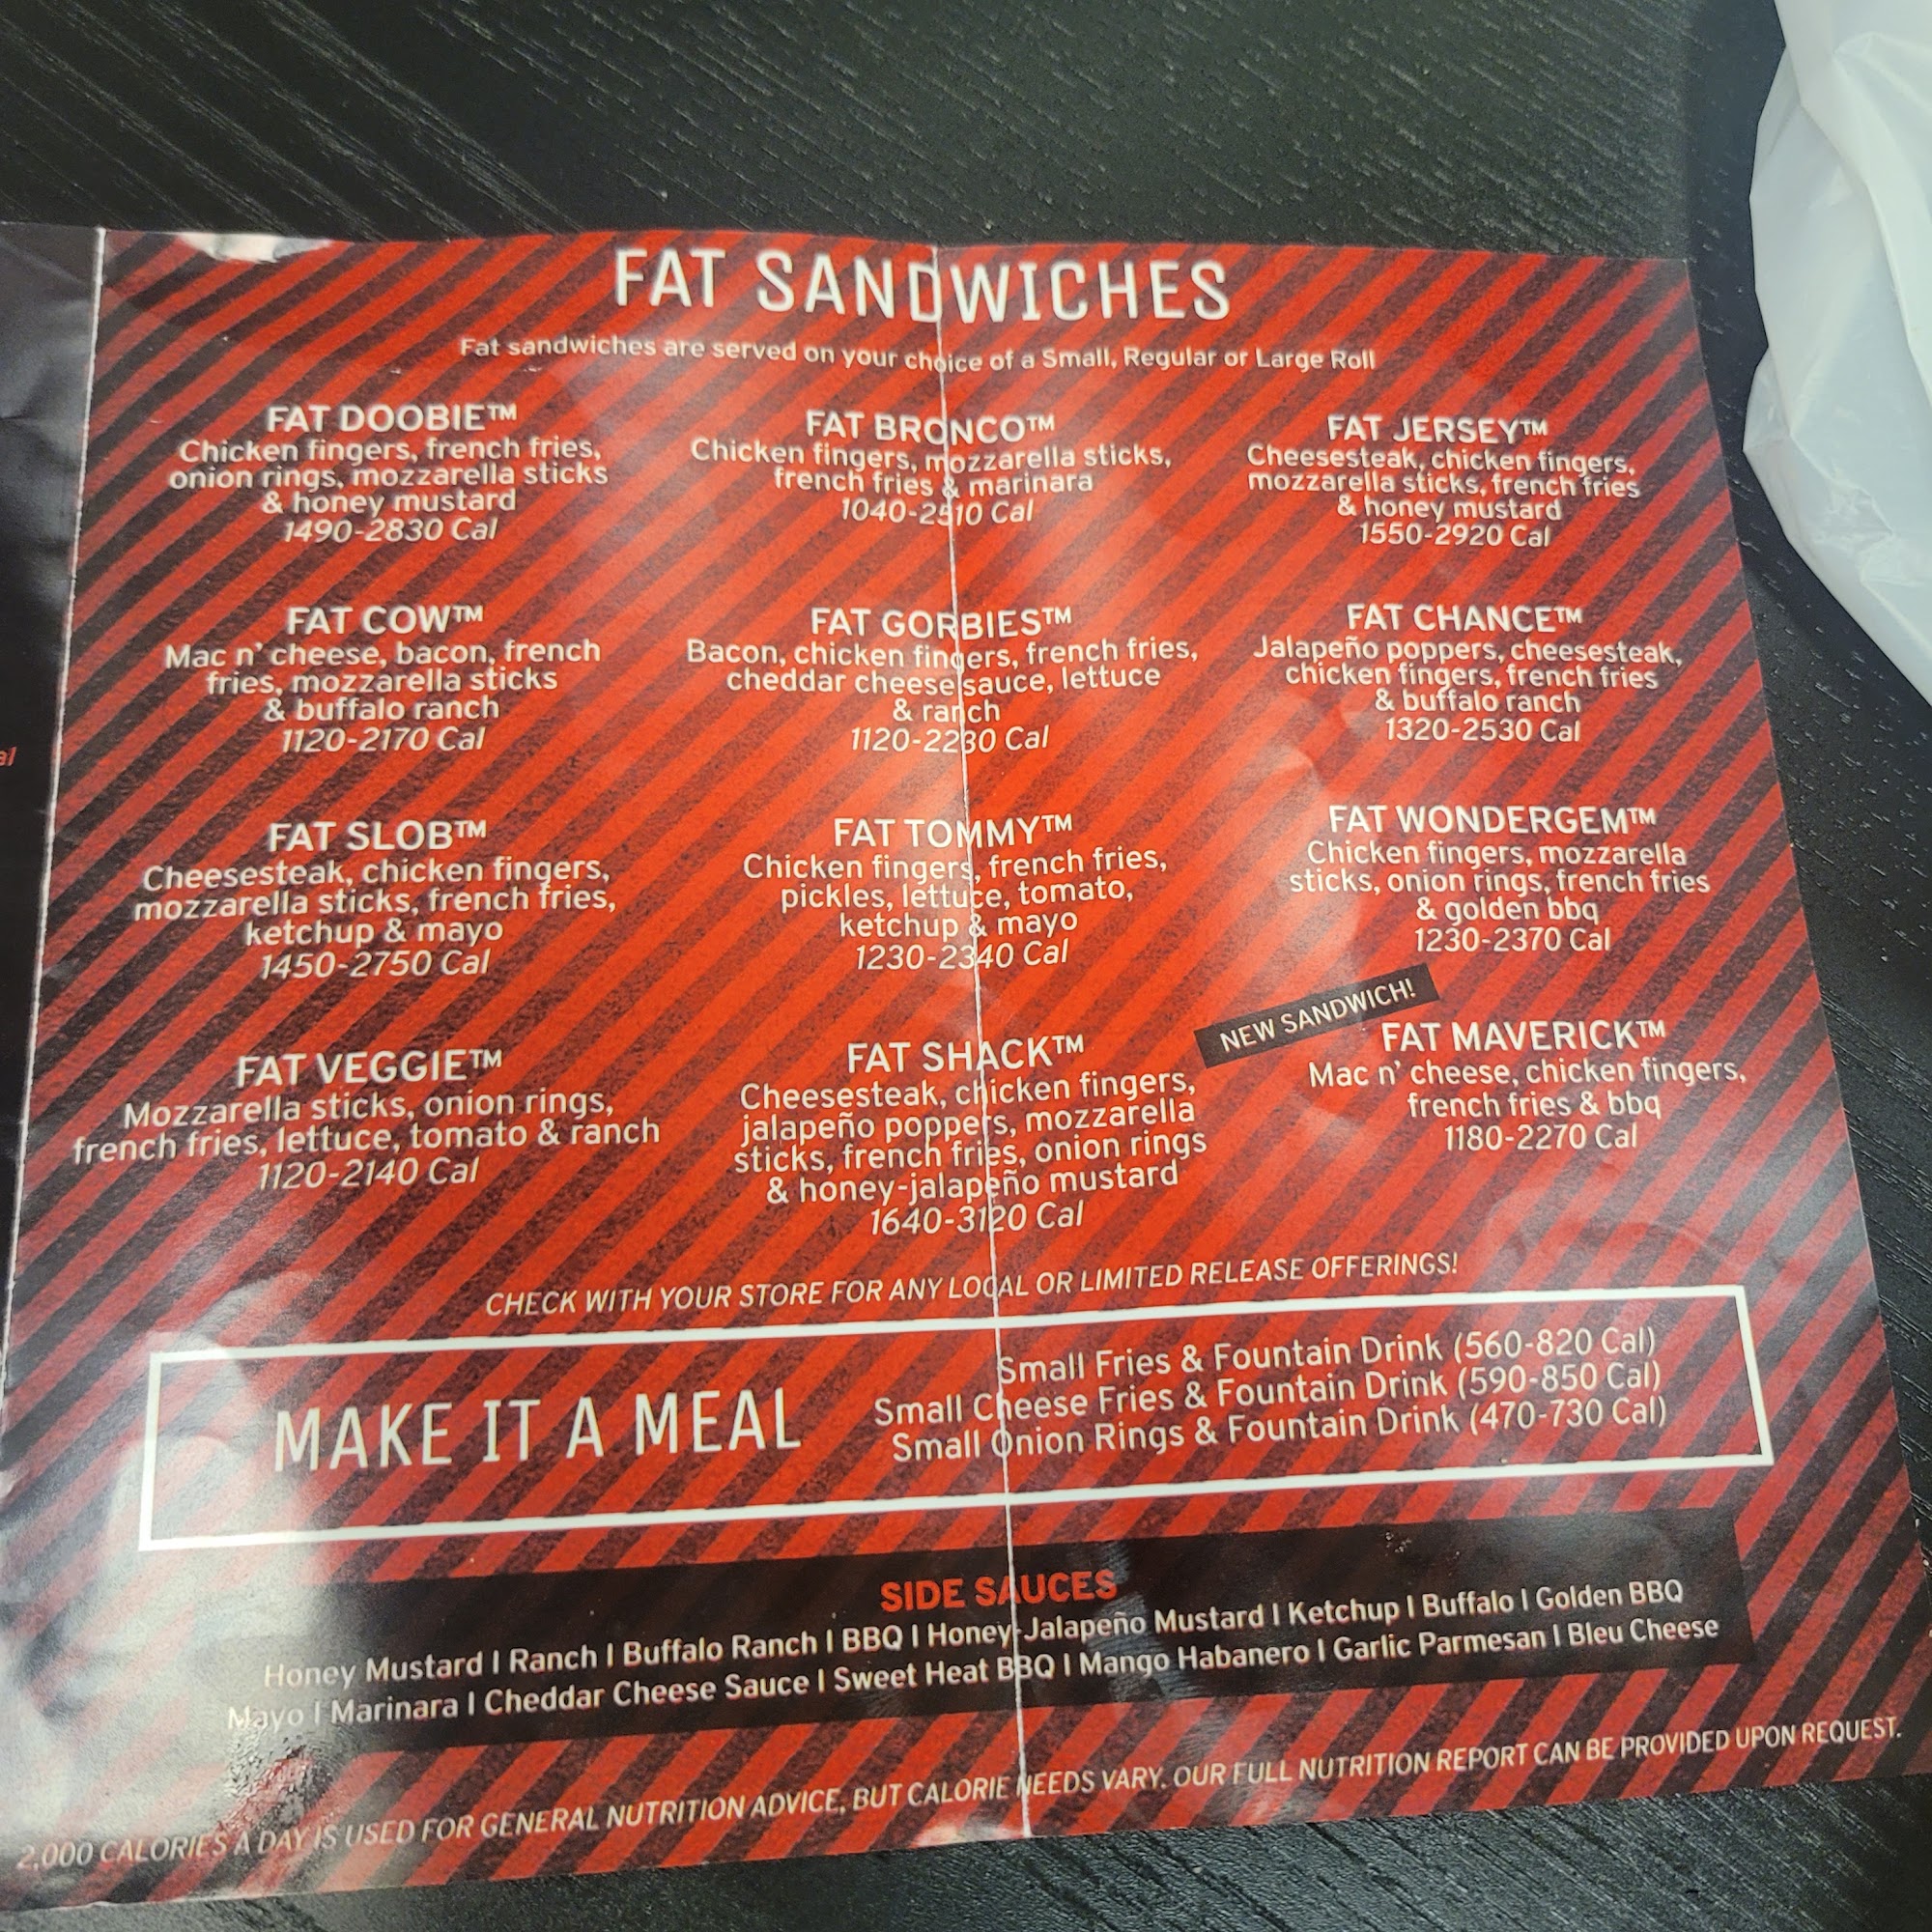 FAT SANDWICHES
Fat sandwiches are served on your choice of a Small, Regular or Large Roll
FAT DOOBIE™
Chicken fingers, french fries,
onion rings, mozzarella sticks
& honey mustard
1490-2830 Cal
FAT BRONCO™
Chicken fingers, mozzarella sticks,
french fries & marinara
1040-2510 Cal
FAT JERSEY™
Cheesesteak, chicken fingers,
mozzarella sticks, french fries
& honey mustard
1550-2920 Cal
FAT COW™
Mac n' cheese, bacon, french
fries, mozzarella sticks
& buffalo ranch
1120-2170 Cal
FAT GORBIES™
Bacon, chicken fingers, french fries,
cheddar cheese sauce, lettuce
& ranch
1120-2230 Cal
FAT CHANCE™
Jalapeño poppers, cheesesteak,
chicken fingers, french fries
& buffalo ranch
1320-2530 Cal
FAT SLOB™
Cheesesteak, chicken fingers,
mozzarella sticks, french fries,
ketchup & mayo
1450-2750 Cal
FAT TOMMY™
Chicken fingers, french fries,
pickles, lettuce, tomato,
ketchup & mayo
1230-2340 Cal
FAT WONDERGEM™
Chicken fingers, mozzarella
sticks, onion rings, french fries
& golden bbq
1230-2370 Cal
FAT VEGGIE™
Mozzarella sticks, onion rings,
french fries, lettuce, tomato & ranch
1120-2140 Cal
FAT SHACK™
Cheesesteak, chicken fingers,
jalapeño poppers, mozzarella
sticks, french fries, onion rings
& honey-jalapeño mustard
1640-3120 Cal
NEW SANDWICH!
FAT MAVERICK™
Mac n' cheese, chicken fingers,
french fries & bbq
1180-2270 Cal
CHECK WITH YOUR STORE FOR ANY LOCAL OR LIMITED RELEASE OFFERINGS!
MAKE IT A MEAL
Small Fries & Fountain Drink (560-820 Cal)
Small Cheese Fries & Fountain Drink (590-850 Cal)
Small Onion Rings & Fountain Drink (470-730 Cal)
SIDE SAUCES
Honey Mustard | Ranch | Buffalo Ranch | BBQ | Honey-Jalapeño Mustard | Ketchup | Buffalo | Golden BBQ
Mayo | Marinara | Cheddar Cheese Sauce | Sweet Heat BBQ | Mango Habanero | Garlic Parmesan | Bleu Cheese
2,000 CALORIES A DAY IS USED FOR GENERAL NUTRITION ADVICE, BUT CALORIE NEEDS VARY. OUR FULL NUTRITION REPORT CAN BE PROVIDED UPON REQUEST.